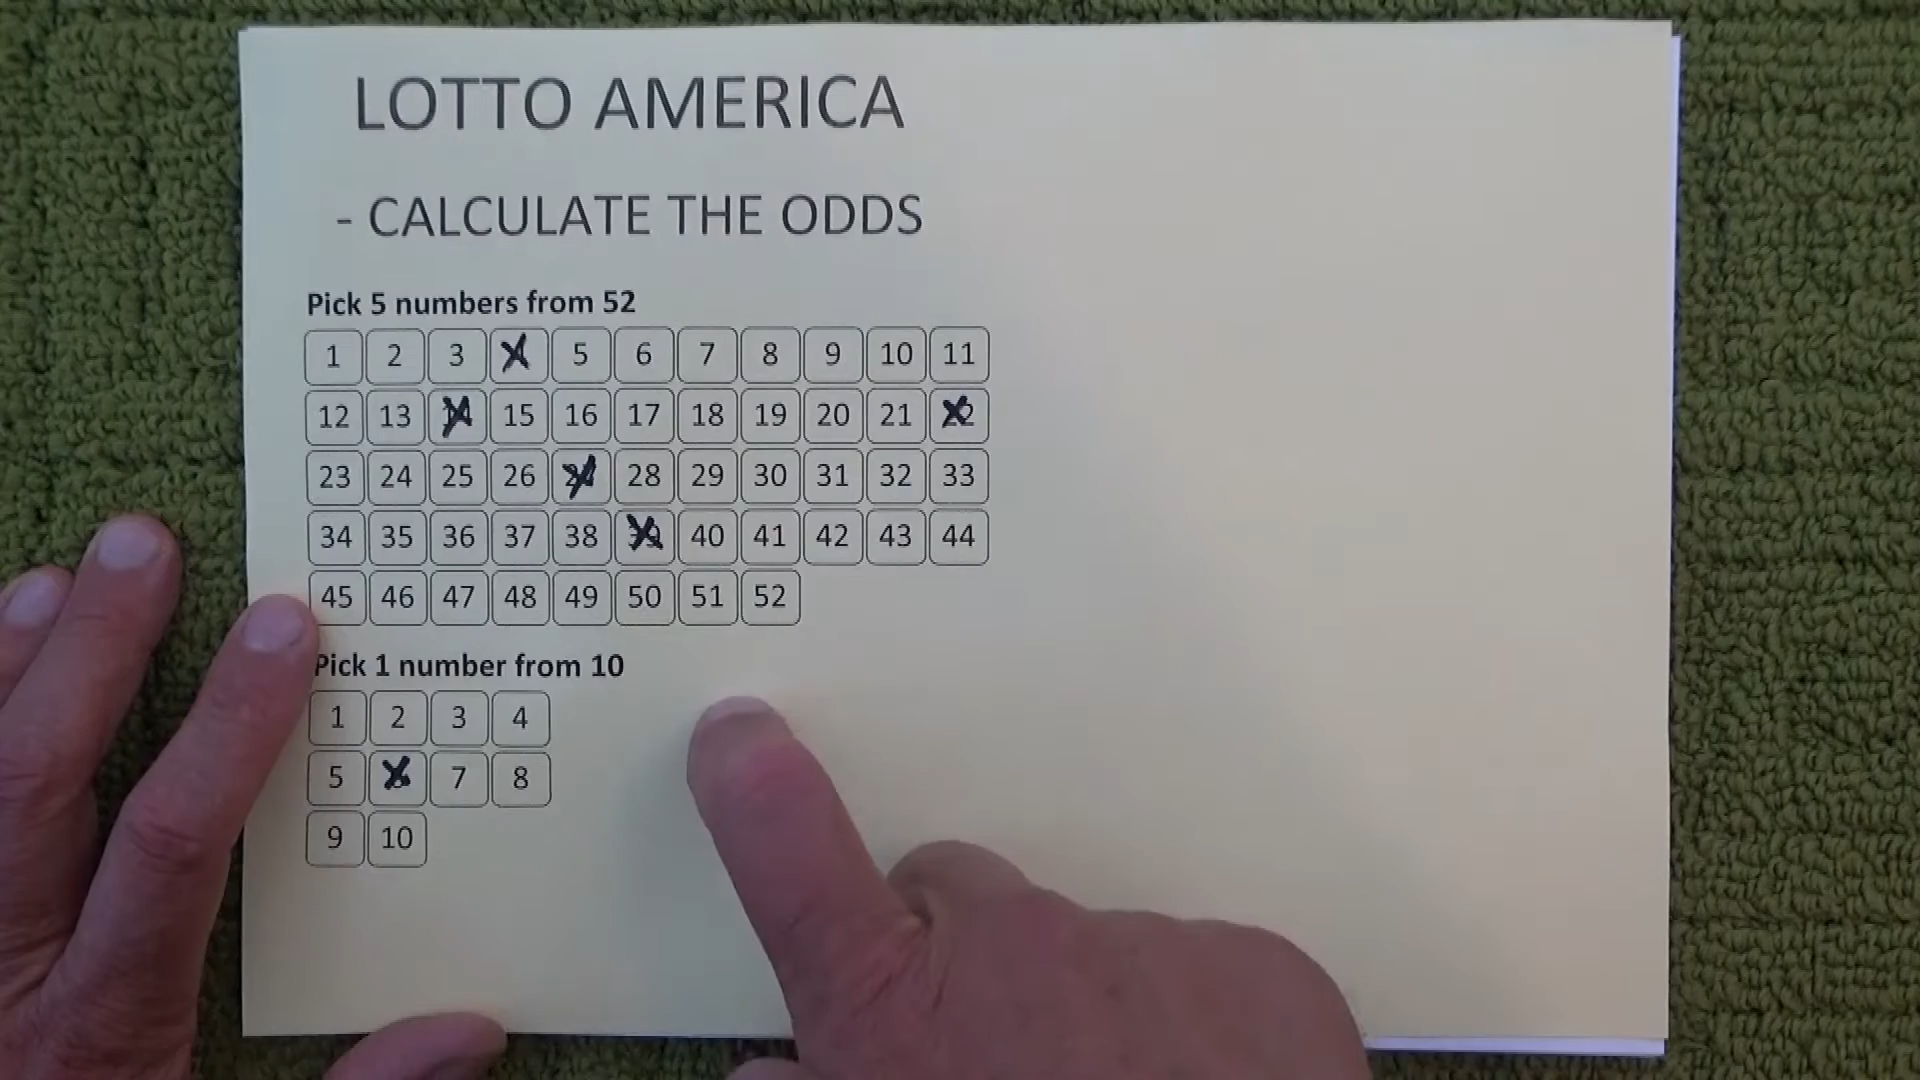 LOTTO AMERICA
- CALCULATE THE ODDS
Pick 5 numbers from 52
1 2 3 4 5 6 7 8 9 10 11
12 13 14 15 16 17 18 19 20 21 22
23 24 25 26 27 28 29 30 31 32 33
34 35 36 37 38 39 40 41 42 43 44
45 46 47 48 49 50 51 52
Pick 1 number from 10
1 2 3 4
5 6 7 8
9 10